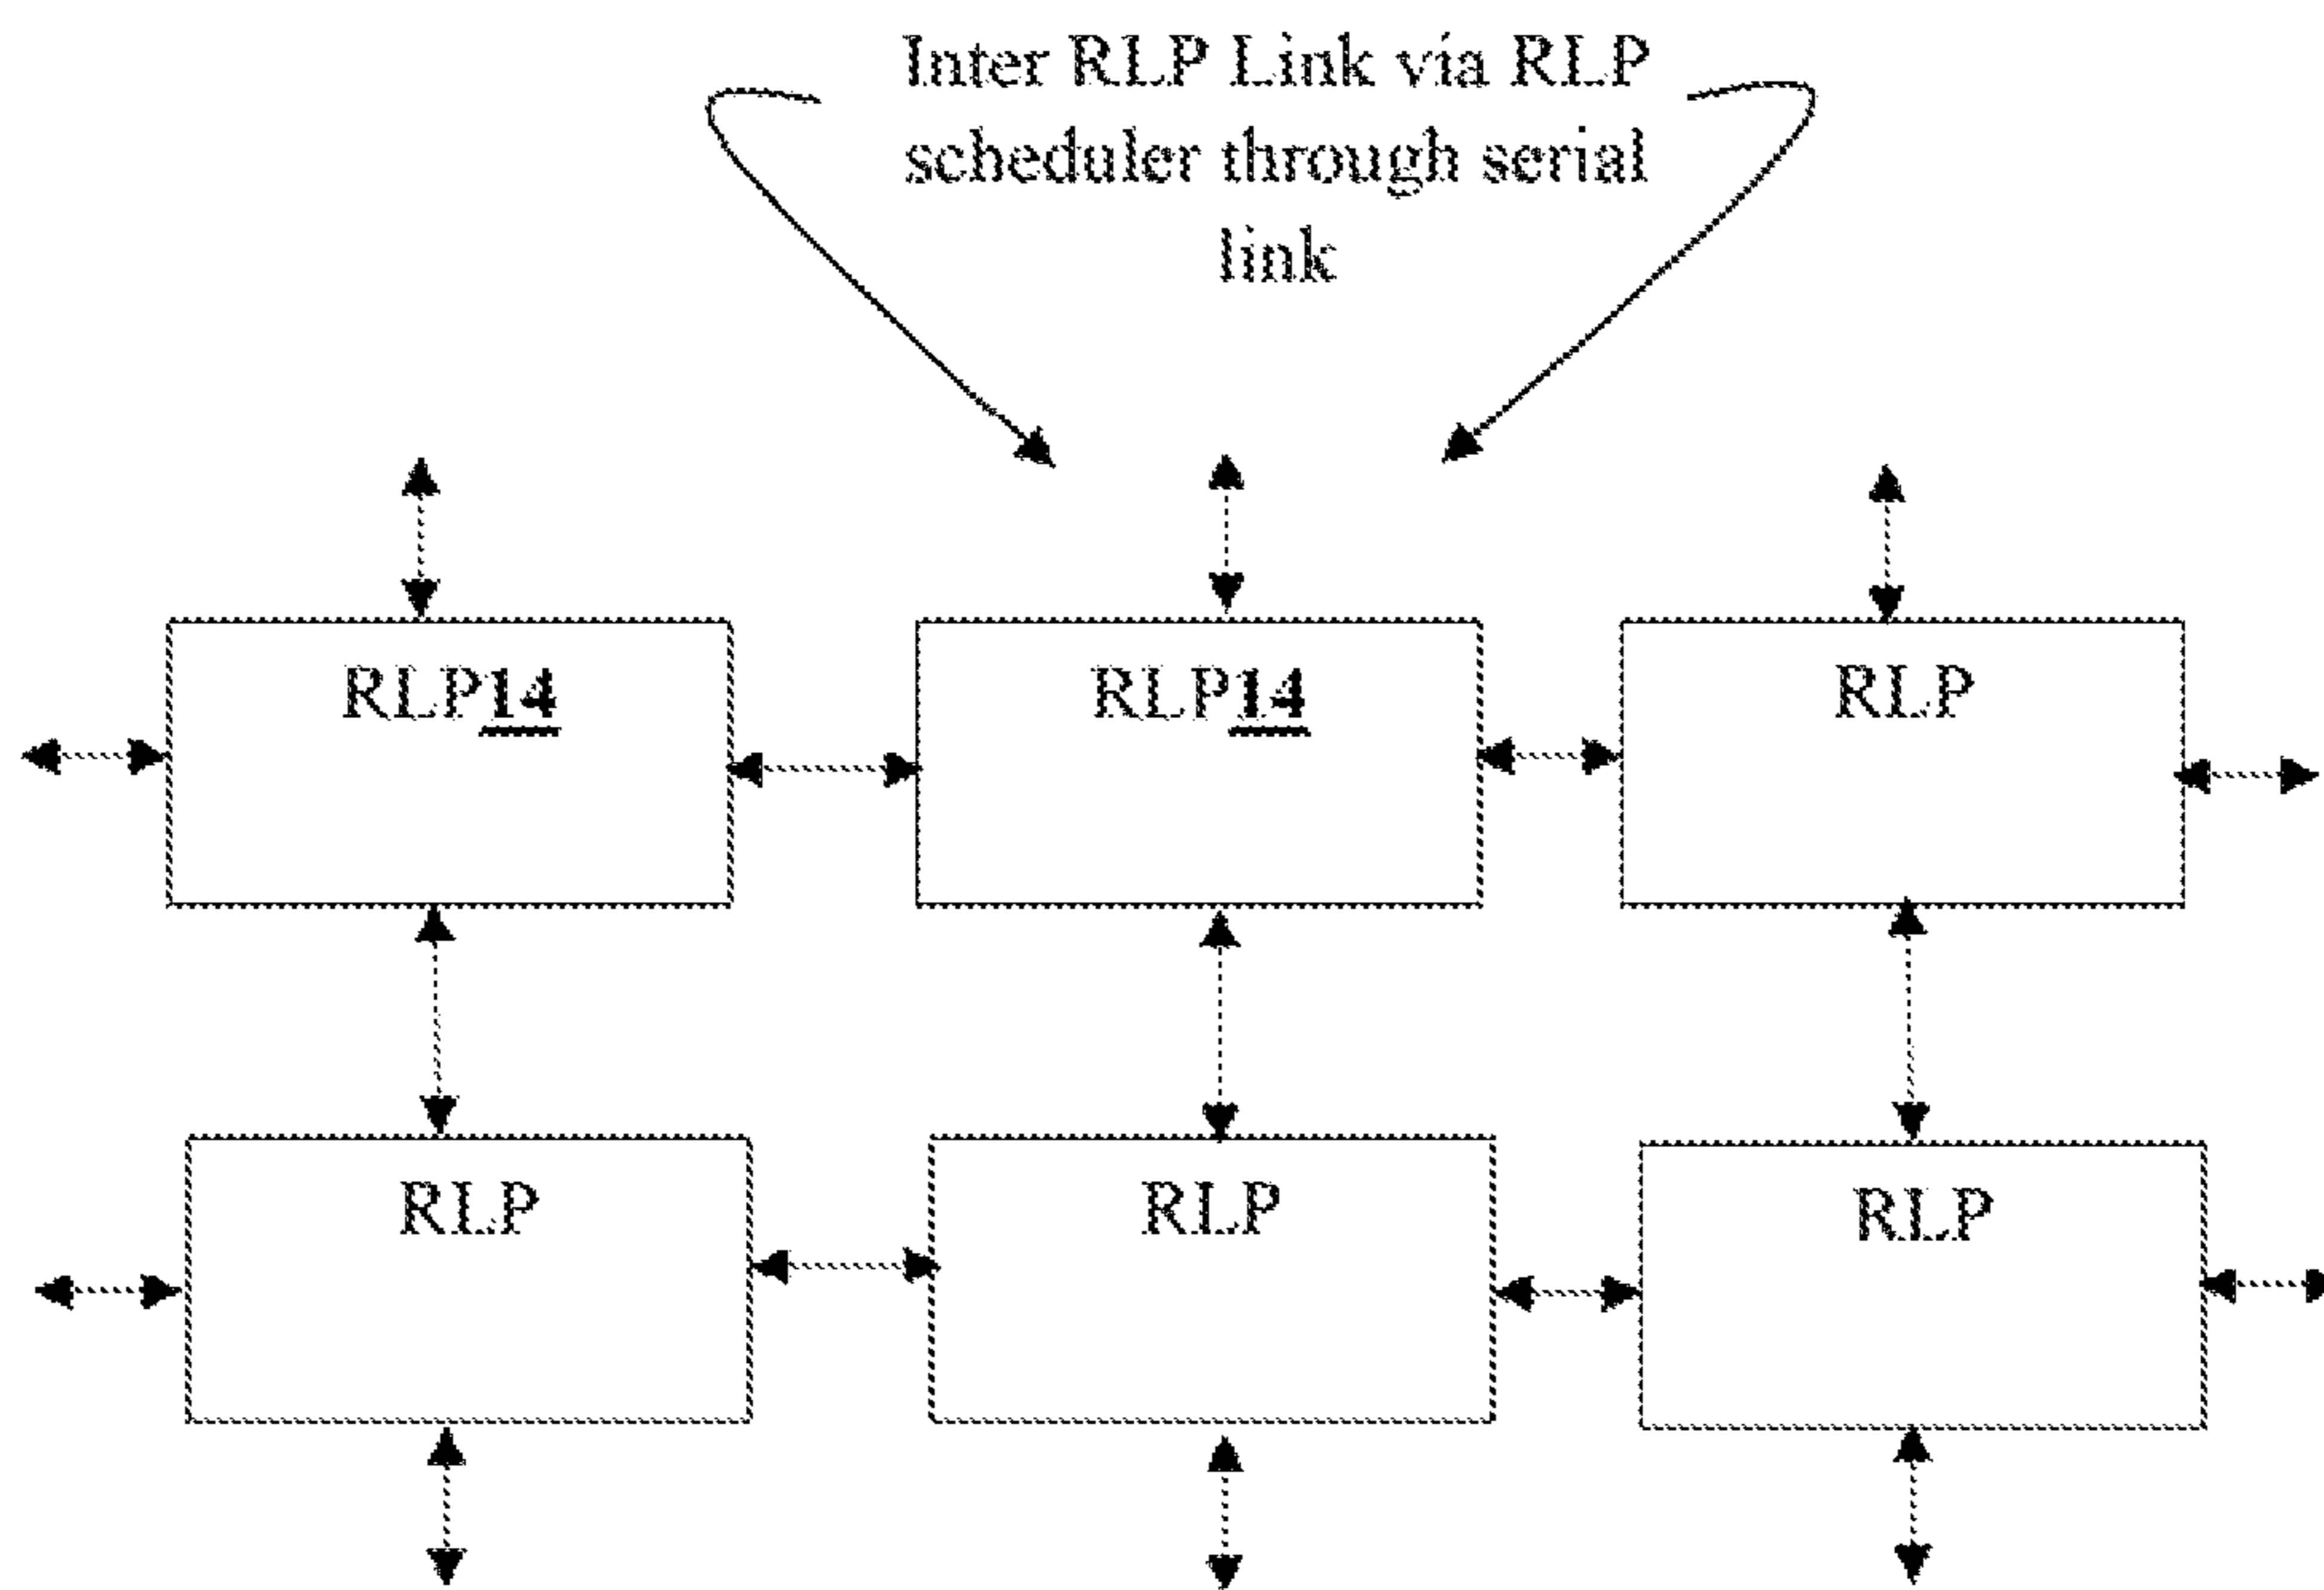 Inter RLP Link via RLP
scheduler through serial
link
RLP14
RLP14
RLP
RLP
RLP
RLP